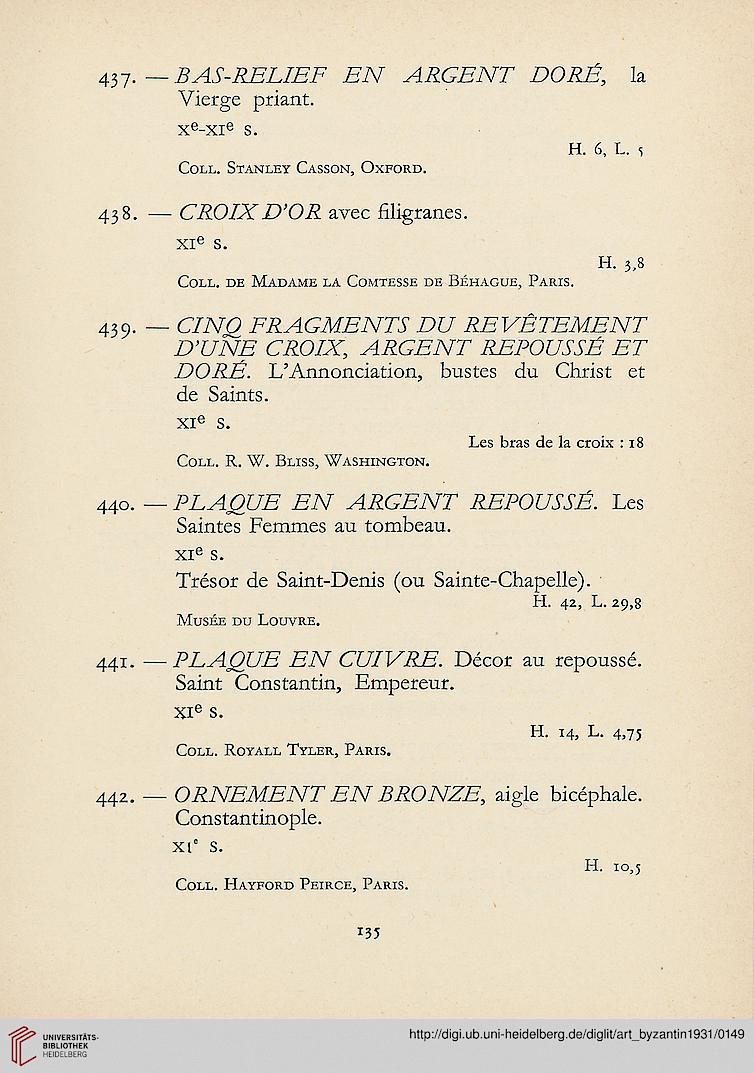 437. — BAS-RELIEF EN ARGENT DORÉ, la
Vierge priant.
Xᵉ-XIᵉ s.
H. 6, L. 5
Coll. Stanley Casson, Oxford.
438. — CROIX D'OR avec filigranes.
XIᵉ s.
H. 3,8
Coll. de Madame la Comtesse de Béhague, Paris.
439. — CINQ FRAGMENTS DU REVÊTEMENT
D'UNE CROIX, ARGENT REPOUSSÉ ET
DORÉ. L'Annonciation, bustes du Christ et
de Saints.
XIᵉ s.
Les bras de la croix : 18
Coll. R. W. Bliss, Washington.
440. — PLAQUE EN ARGENT REPOUSSÉ. Les
Saintes Femmes au tombeau.
XIᵉ s.
Trésor de Saint-Denis (ou Sainte-Chapelle).
H. 42, L. 29,8
Musée du Louvre.
441. — PLAQUE EN CUIVRE. Décor au repoussé.
Saint Constantin, Empereur.
XIᵉ s.
H. 14, L. 4,75
Coll. Royall Tyler, Paris.
442. — ORNEMENT EN BRONZE, aigle bicéphale.
Constantinople.
XIᵉ s.
H. 10,5
Coll. Hayford Peirce, Paris.
135
UNIVERSITÄTS-
BIBLIOTHEK
HEIDELBERG
http://digi.ub.uni-heidelberg.de/diglit/art_byzantin1931/0149